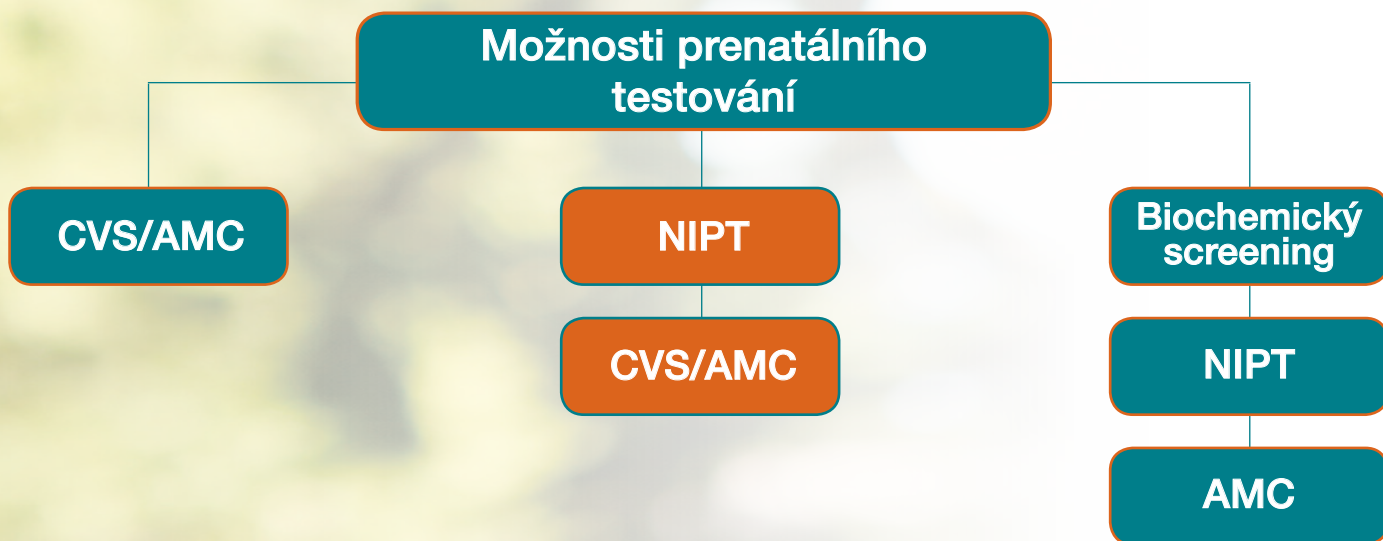 Možnosti prenatálního
testování
CVS/AMC
NIPT
Biochemický
screening
CVS/AMC
NIPT
AMC